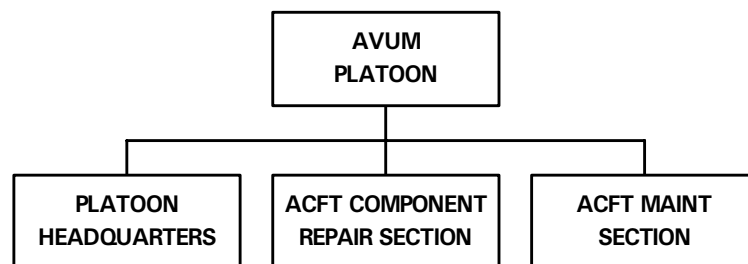 AVUM
PLATOON
PLATOON
HEADQUARTERS
ACFT COMPONENT
REPAIR SECTION
ACFT MAINT
SECTION